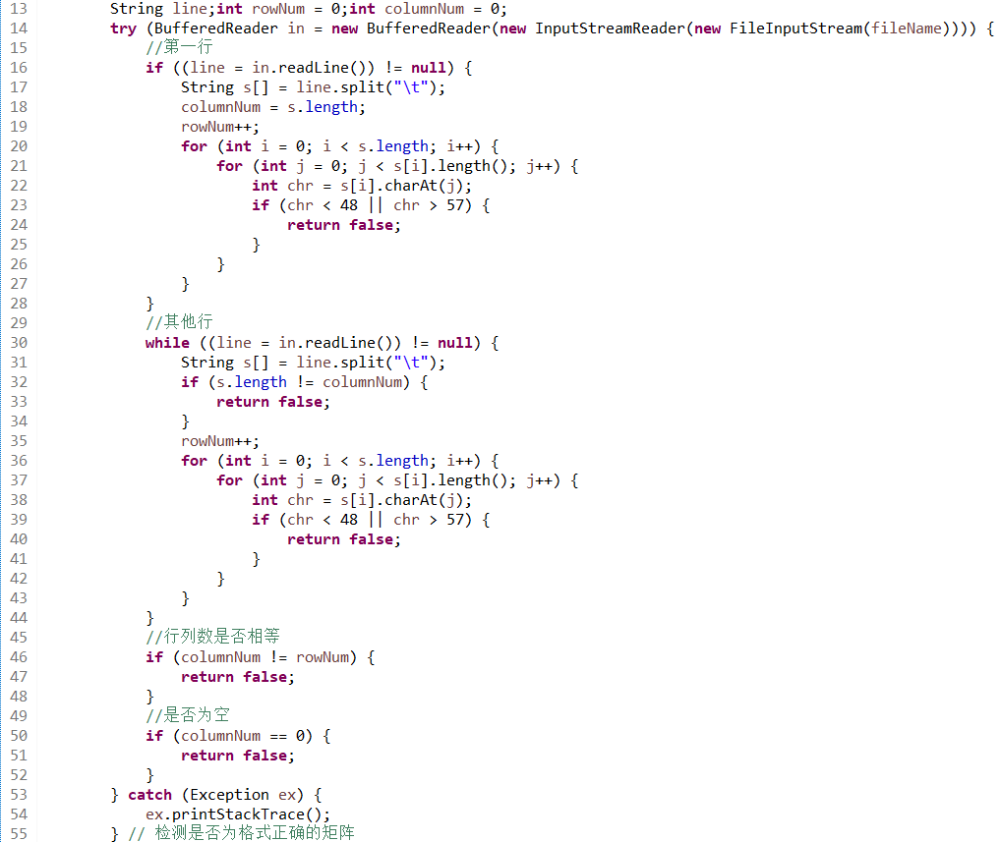 13 String line;int rowNum = 0;int columnNum = 0;
14 try (BufferedReader in = new BufferedReader(new InputStreamReader(new FileInputStream(fileName)))) {
15 //第一行
16 if ((line = in.readLine()) != null) {
17 String s[] = line.split("\t");
18 columnNum = s.length;
19 rowNum++;
20 for (int i = 0; i < s.length; i++) {
21 for (int j = 0; j < s[i].length(); j++) {
22 int chr = s[i].charAt(j);
23 if (chr < 48 || chr > 57) {
24 return false;
25 }
26 }
27 }
28 }
29 //其他行
30 while ((line = in.readLine()) != null) {
31 String s[] = line.split("\t");
32 if (s.length != columnNum) {
33 return false;
34 }
35 rowNum++;
36 for (int i = 0; i < s.length; i++) {
37 for (int j = 0; j < s[i].length(); j++) {
38 int chr = s[i].charAt(j);
39 if (chr < 48 || chr > 57) {
40 return false;
41 }
42 }
43 }
44 }
45 //行列数是否相等
46 if (columnNum != rowNum) {
47 return false;
48 }
49 //是否为空
50 if (columnNum == 0) {
51 return false;
52 }
53 } catch (Exception ex) {
54 ex.printStackTrace();
55 } // 检测是否为格式正确的矩阵